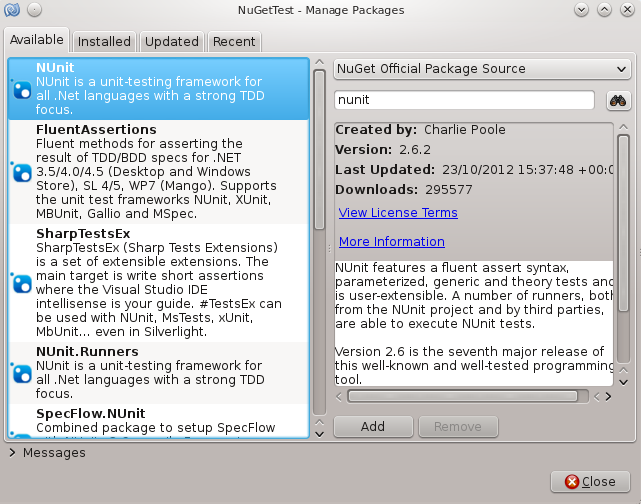 NuGetTest - Manage Packages
Available
Installed
Updated
Recent
NUnit
NUnit is a unit-testing framework for
all .Net languages with a strong TDD
focus.
FluentAssertions
Fluent methods for asserting the
result of TDD/BDD specs for .NET
3.5/4.0/4.5 (Desktop and Windows
Store), SL 4/5, WP7 (Mango). Supports
the unit test frameworks NUnit, XUnit,
MBUnit, Gallio and MSpec.
SharpTestsEx
SharpTestsEx (Sharp Tests Extensions)
is a set of extensible extensions. The
main target is write short assertions
where the Visual Studio IDE
intellisense is your guide. #TestsEx can
be used with NUnit, MsTests, xUnit,
MbUnit... even in Silverlight.
NUnit.Runners
NUnit is a unit-testing framework for
all .Net languages with a strong TDD
focus.
SpecFlow.NUnit
Combined package to setup SpecFlow
NuGet Official Package Source
nunit
Created by: Charlie Poole
Version: 2.6.2
Last Updated: 23/10/2012 15:37:48 +00:0
Downloads: 295577
View License Terms
More Information
NUnit features a fluent assert syntax,
parameterized, generic and theory tests and
is user-extensible. A number of runners, both
from the NUnit project and by third parties,
are able to execute NUnit tests.
Version 2.6 is the seventh major release of
this well-known and well-tested programming
tool.
Add
Remove
Messages
Close